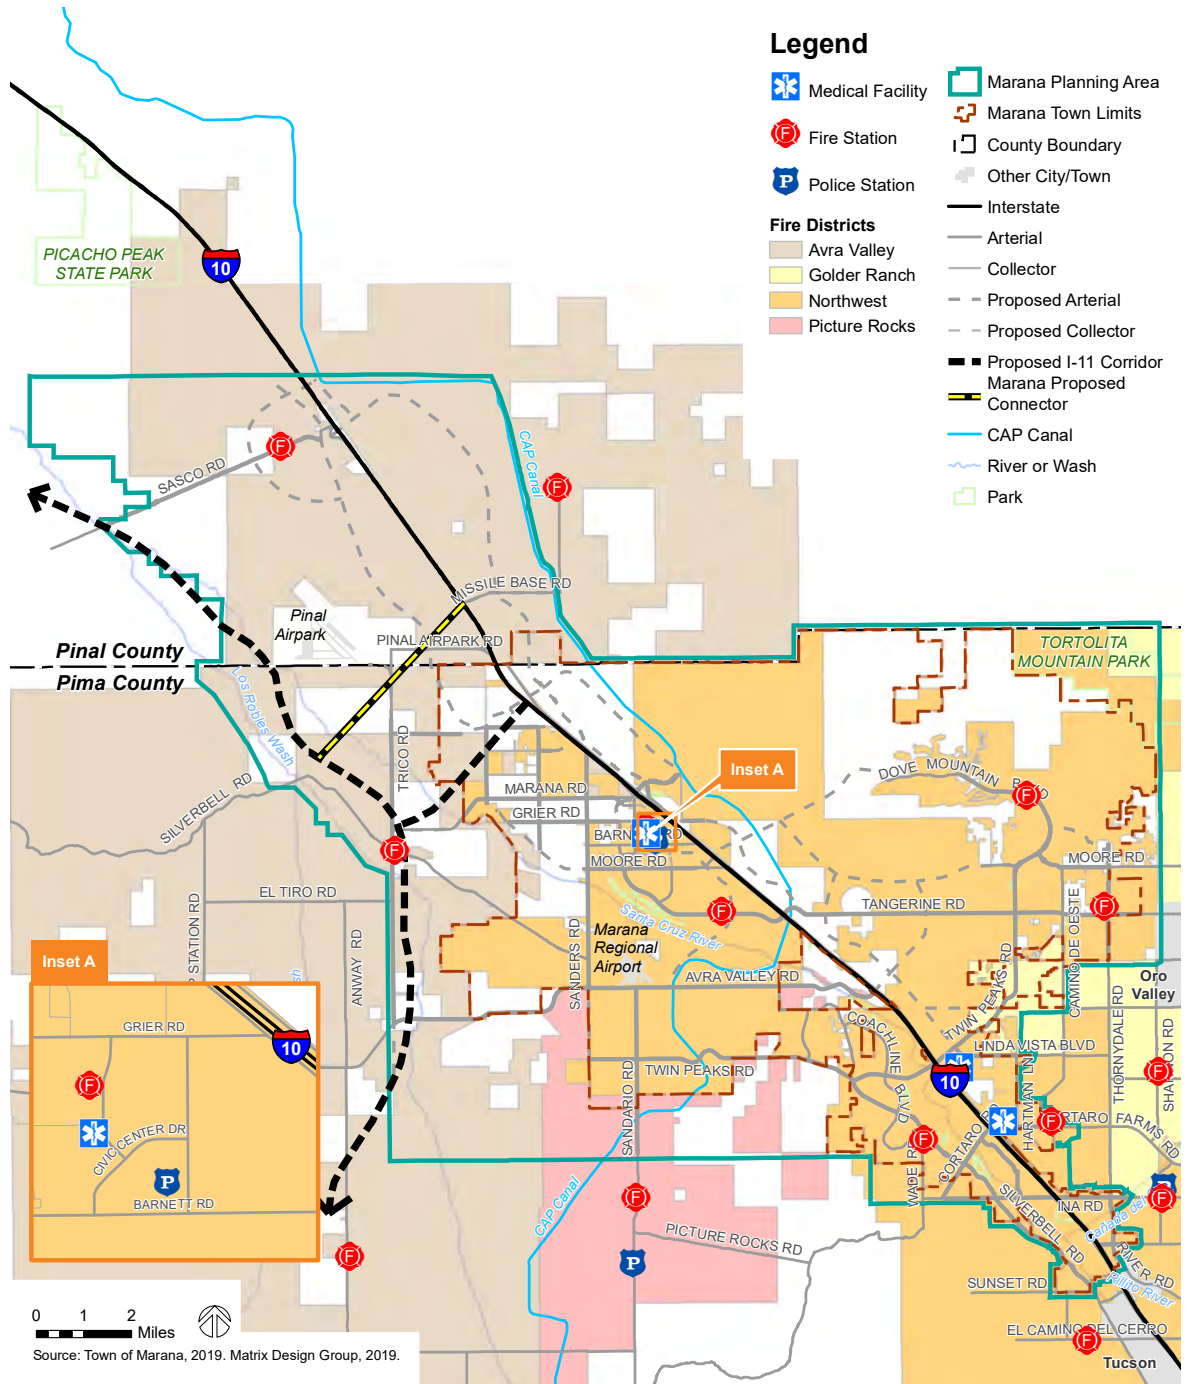 Legend
Medical Facility
Fire Station
Police Station
Fire Districts
Avra Valley
Golder Ranch
Northwest
Picture Rocks
Marana Planning Area
Marana Town Limits
County Boundary
Other City/Town
Interstate
Arterial
Collector
Proposed Arterial
Proposed Collector
Proposed I-11 Corridor
Marana Proposed
Connector
CAP Canal
River or Wash
Park
PICACHO PEAK
STATE PARK
10
SASCO RD
CAP Canal
MISSILE BASE RD
Pinal
Airpark
PINAL AIRPARK RD
Pinal County
Pima County
TORTOLITA
MOUNTAIN PARK
Los Robles Wash
TRICO RD
SILVERBELL RD
Inset A
DOVE MOUNTAIN
MARANA RD
GRIER RD
MOORE RD
MOORE RD
EL TIRO RD
TANGERINE RD
Santa Cruz River
Marana
Regional
Airport
SANDERS RD
AVRA VALLEY RD
ANWAY RD
STATION RD
CAMINO DE OESTE
Oro
Valley
TWIN PEAKS RD
COACHLINE BLVD
LINDA VISTA BLVD
THORNYDALE RD
SHANNON RD
HARTMAN LN
TWIN PEAKS RD
10
SANDARIO RD
FARMS RD
WADE RD
CORTARO
INA RD
SILVERBELL RD
Cañada del
RIVER RD
Pillito River
SUNSET RD
CAP Canal
PICTURE ROCKS RD
EL CAMINO DEL CERRO
Tucson
Inset A
GRIER RD
10
CIVIC CENTER DR
P
BARNETT RD
0 1 2
Miles
Source: Town of Marana, 2019. Matrix Design Group, 2019.